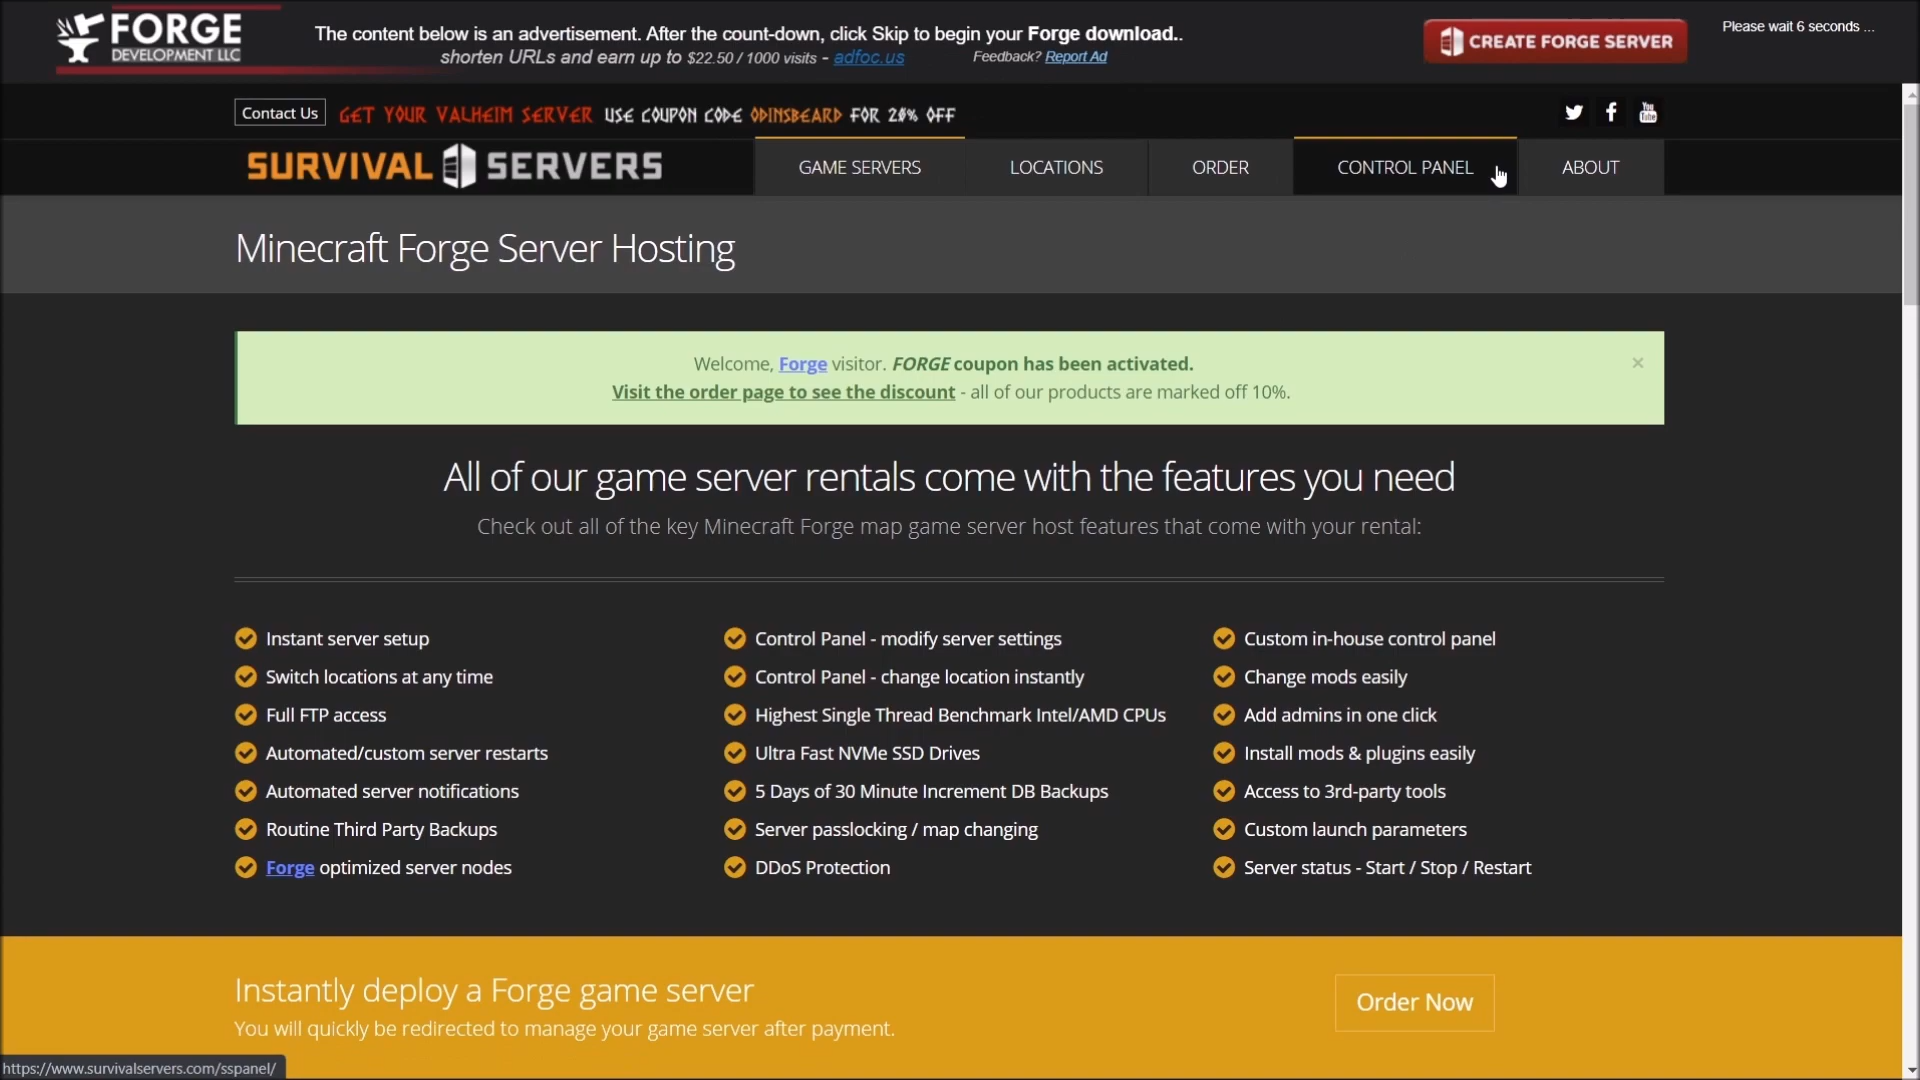 FORGE
DEVELOPMENT LLC
The content below is an advertisement. After the count-down, click Skip to begin your Forge download..
shorten URLs and earn up to $22.50 / 1000 visits - adfoc.us
Feedback? Report Ad
CREATE FORGE SERVER
Please wait 6 seconds ...
Contact Us
GET YOUR VALHEIM SERVER USE COUPON CODE ODINSBEARD FOR 20% OFF
You Tube
SURVIVAL SERVERS
GAME SERVERS
LOCATIONS
ORDER
CONTROL PANEL
ABOUT
Minecraft Forge Server Hosting
Welcome, Forge visitor. FORGE coupon has been activated.
×
Visit the order page to see the discount - all of our products are marked off 10%.
All of our game server rentals come with the features you need
Check out all of the key Minecraft Forge map game server host features that come with your rental:
Instant server setup
Switch locations at any time
Full FTP access
Automated/custom server restarts
Automated server notifications
Routine Third Party Backups
Forge optimized server nodes
Control Panel - modify server settings
Control Panel - change location instantly
Highest Single Thread Benchmark Intel/AMD CPUs
Ultra Fast NVMe SSD Drives
5 Days of 30 Minute Increment DB Backups
Server passlocking / map changing
DDoS Protection
Custom in-house control panel
Change mods easily
Add admins in one click
Install mods & plugins easily
Access to 3rd-party tools
Custom launch parameters
Server status - Start / Stop / Restart
Instantly deploy a Forge game server
You will quickly be redirected to manage your game server after payment.
Order Now
https://www.survivalservers.com/sspanel/